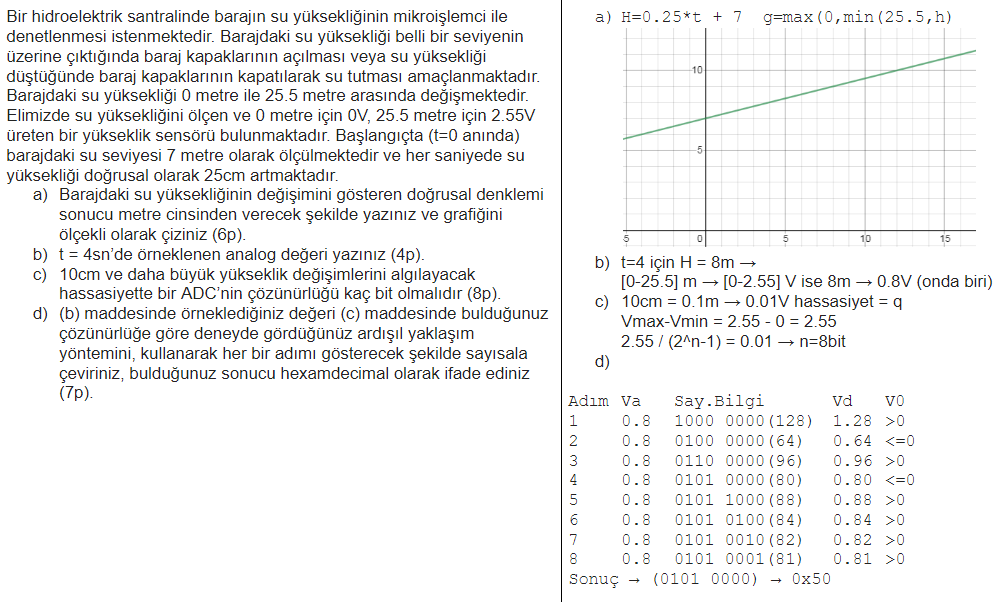 Bir hidroelektrik santralinde barajın su yüksekliğinin mikroişlemci ile
denetlenmesi istenmektedir. Barajdaki su yüksekliği belli bir seviyenin
üzerine çıktığında baraj kapaklarının açılması veya su yüksekliği
düştüğünde baraj kapaklarının kapatılarak su tutması amaçlanmaktadır.
Barajdaki su yüksekliği 0 metre ile 25.5 metre arasında değişmektedir.
Elimizde su yüksekliğini ölçen ve 0 metre için 0V, 25.5 metre için 2.55V
üreten bir yükseklik sensörü bulunmaktadır. Başlangıçta (t=0 anında)
barajdaki su seviyesi 7 metre olarak ölçülmektedir ve her saniyede su
yüksekliği doğrusal olarak 25cm artmaktadır.
a) Barajdaki su yüksekliğinin değişimini gösteren doğrusal denklemi
sonucu metre cinsinden verecek şekilde yazınız ve grafiğini
ölçekli olarak çiziniz (6p).
b) t = 4sn'de örneklenen analog değeri yazınız (4p).
c) 10cm ve daha büyük yükseklik değişimlerini algılayacak
hassasiyette bir ADC'nin çözünürlüğü kaç bit olmalıdır (8p).
d) (b) maddesinde örneklediğiniz değeri (c) maddesinde bulduğunuz
çözünürlüğe göre deneyde gördüğünüz ardışıl yaklaşım
yöntemini, kullanarak her bir adımı gösterecek şekilde sayısala
çeviriniz, bulduğunuz sonucu hexamdecimal olarak ifade ediniz
(7p).
a) H=0.25*t + 7 g=max(0,min(25.5,h)
10
5
5 0 5 10 15
b) t=4 için H = 8m →
[0-25.5] m → [0-2.55] V ise 8m → 0.8V (onda biri)
c) 10cm = 0.1m → 0.01V hassasiyet = q
Vmax-Vmin = 2.55 - 0 = 2.55
2.55 / (2^n-1) = 0.01 → n=8bit
d)
Adım Va Say.Bilgi Vd V0
1 0.8 1000 0000(128) 1.28 >0
2 0.8 0100 0000(64) 0.64 <=0
3 0.8 0110 0000(96) 0.96 >0
4 0.8 0101 0000(80) 0.80 <=0
5 0.8 0101 1000(88) 0.88 >0
6 0.8 0101 0100(84) 0.84 >0
7 0.8 0101 0010(82) 0.82 >0
8 0.8 0101 0001(81) 0.81 >0
Sonuç → (0101 0000) → 0x50